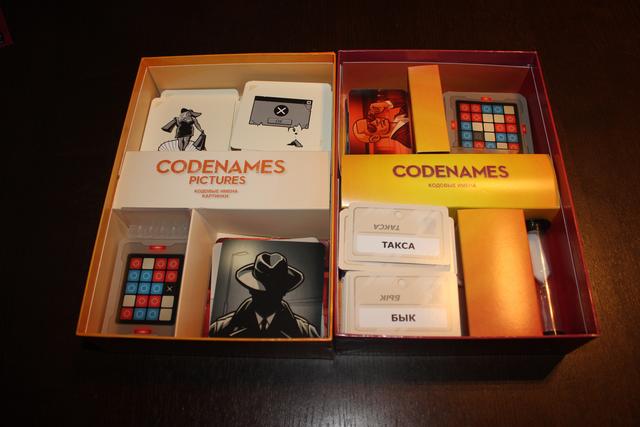 CODENAMES
PICTURES
КОДОВЫЕ ИМЕНА
КАРТИНКИ
CODENAMES
КОДОВЫЕ ИМЕНА
ТАКСА
ТАКСА
БЫК
БЫК